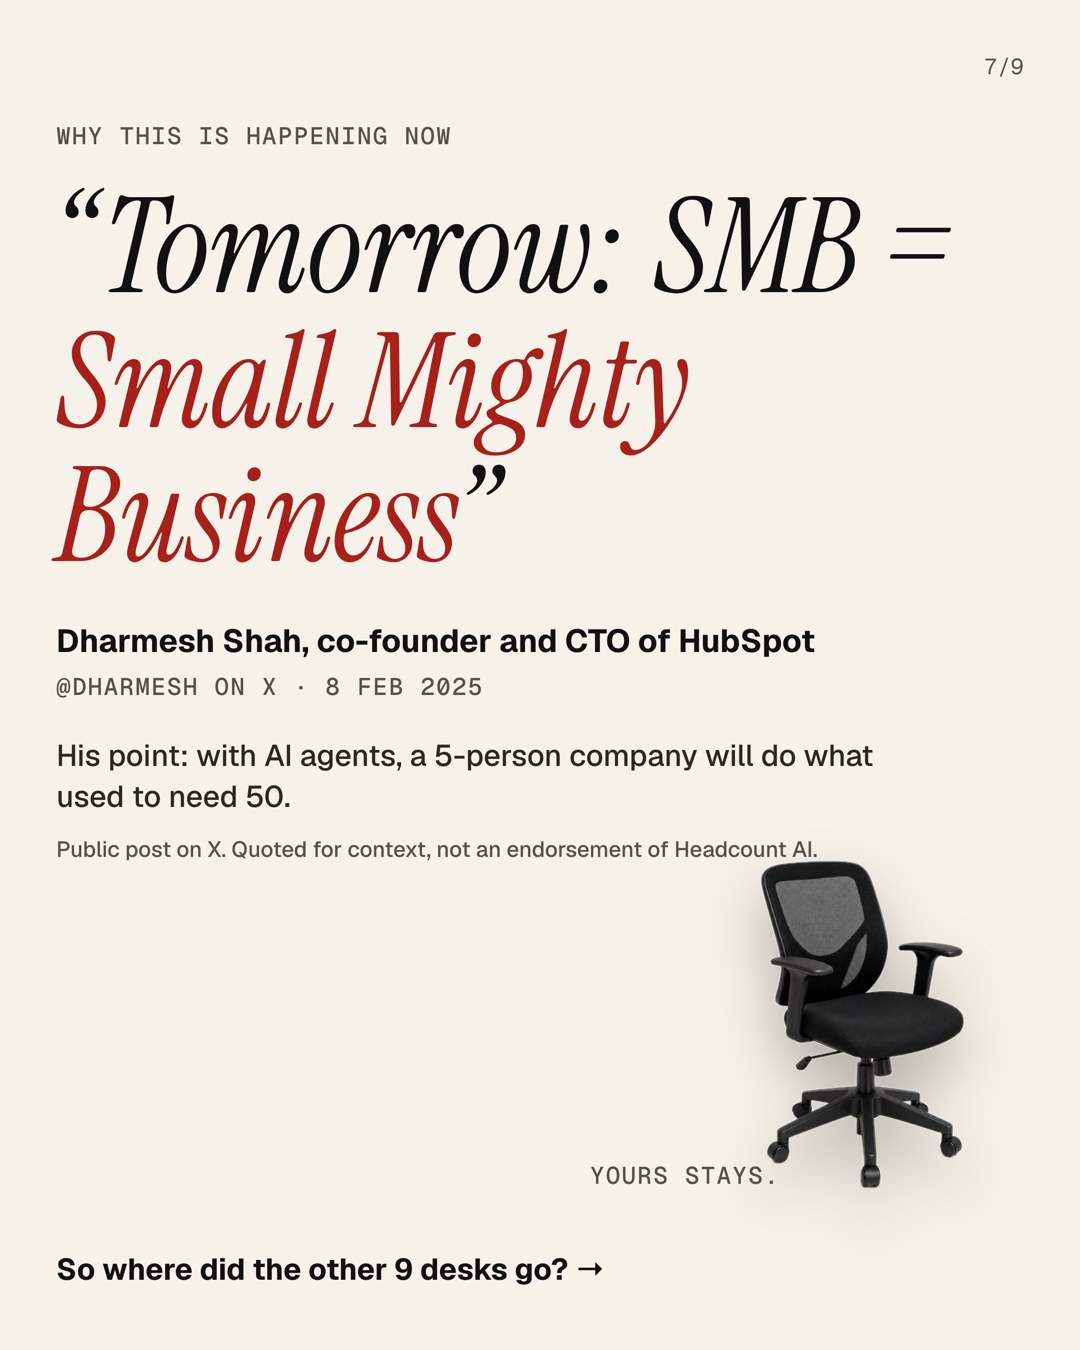 7/9
WHY THIS IS HAPPENING NOW
“Tomorrow: SMB =
Small Mighty
Business”
Dharmesh Shah, co-founder and CTO of HubSpot
@DHARMESH ON X · 8 FEB 2025
His point: with AI agents, a 5-person company will do what
used to need 50.
Public post on X. Quoted for context, not an endorsement of Headcount AI.
YOURS STAYS.
So where did the other 9 desks go? →